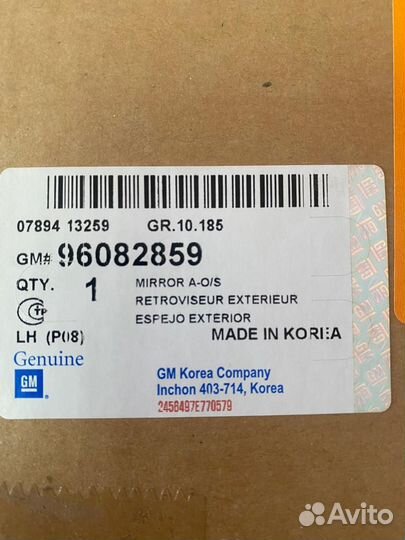 07894 13259 GR.10.185
GM# 96082859
QTY. 1 MIRROR A-O/S
RETROVISEUR EXTERIEUR
ESPEJO EXTERIOR
LH (P08) MADE IN KOREA
Genuine
GM
GM Korea Company
Inchon 403-714, Korea
2456497E770579
Avito